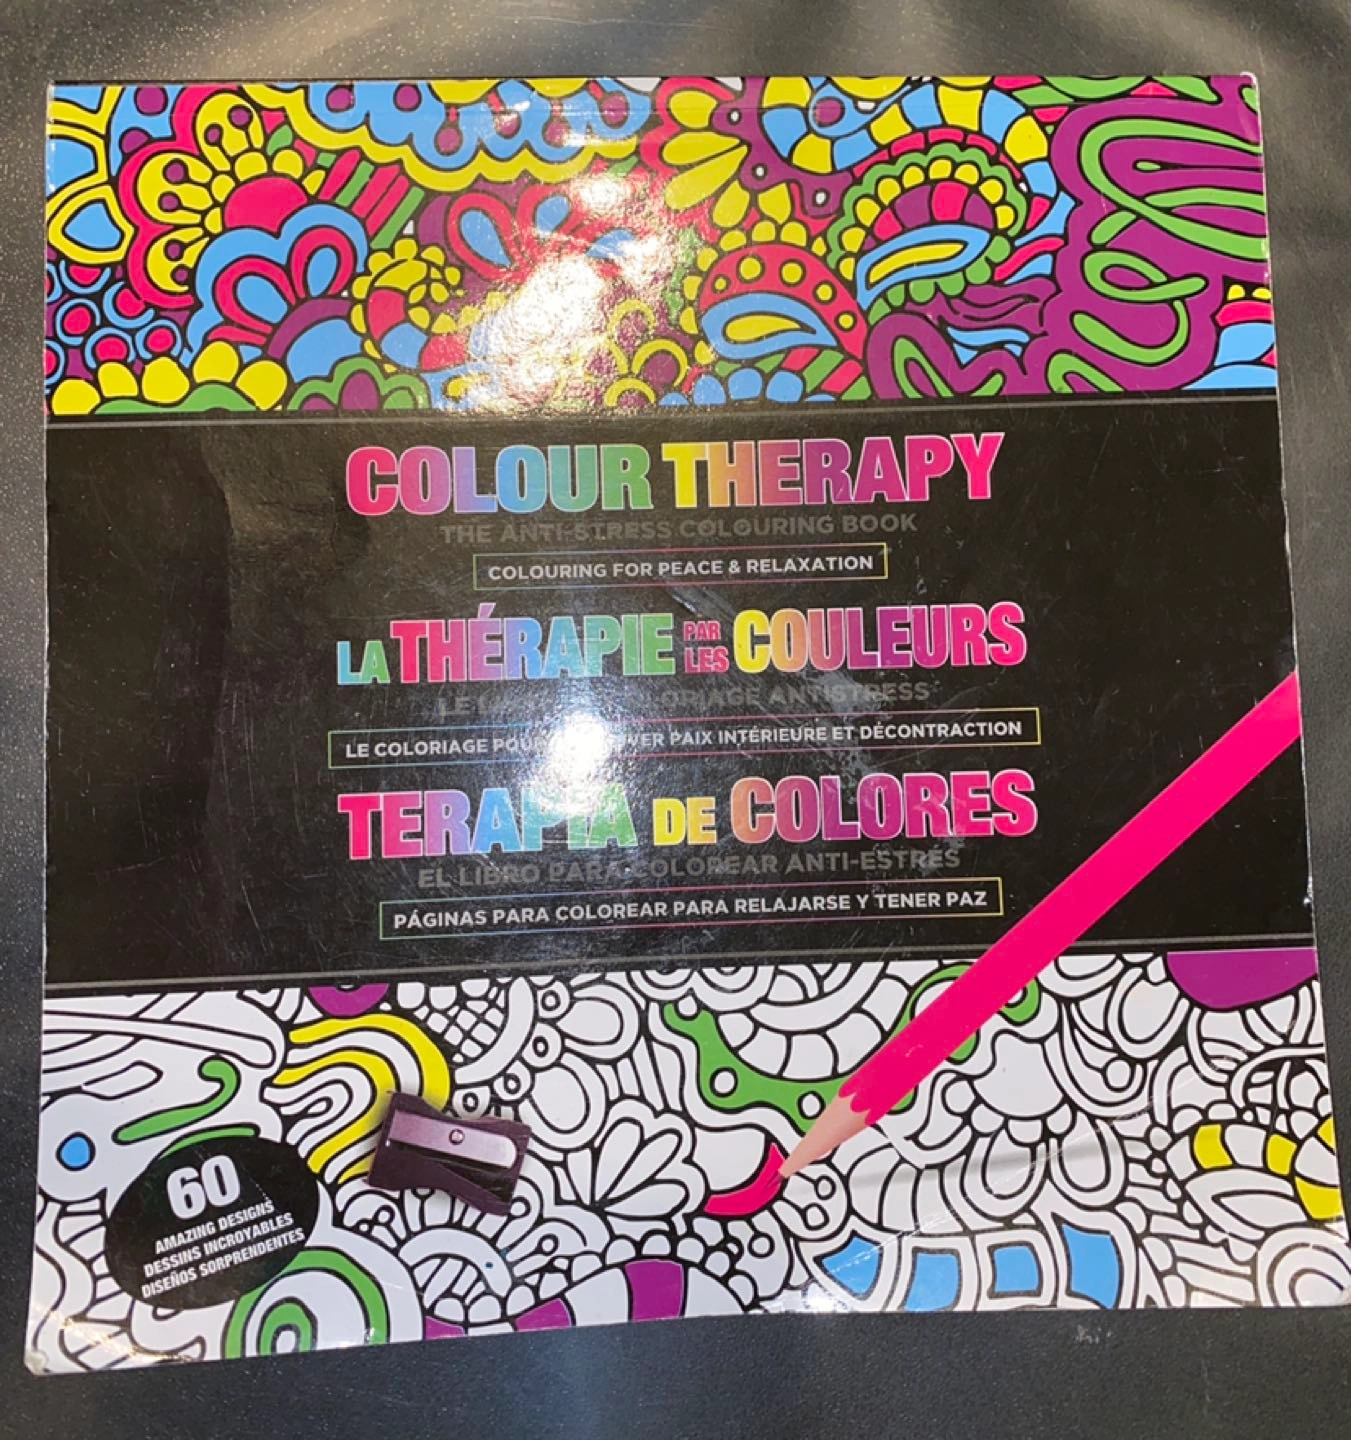 COLOUR THERAPY
THE ANTI-STRESS COLOURING BOOK
COLOURING FOR PEACE & RELAXATION
LA THÉRAPIE PAR LES COULEURS
LE ANTISTRESS
LE COLORIAGE PAIX INTÉRIEURE ET DÉCONTRACTION
TERAPIA DE COLORES
EL LIBRO PARA COLOREAR ANTI-ESTRÉS
PÁGINAS PARA COLOREAR PARA RELAJARSE Y TENER PAZ
60
AMAZING DESIGNS
DESSINS INCROYABLES
DISEÑOS SORPRENDENTES